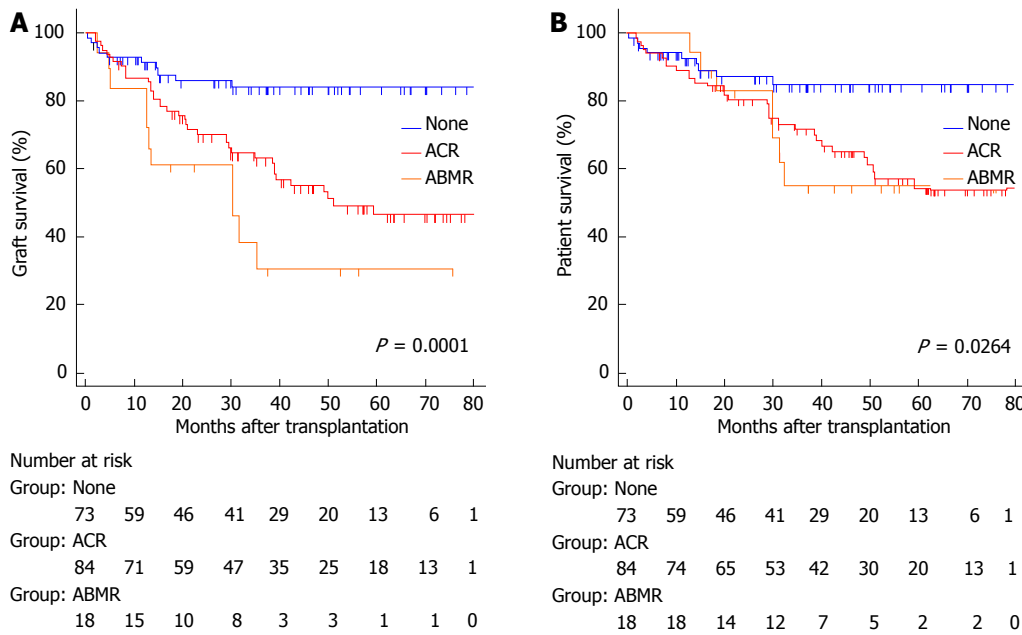 A
100
80
60
40
20
0
Graft survival (%)
None
ACR
ABMR
P = 0.0001
0 10 20 30 40 50 60 70 80
Months after transplantation
Number at risk
Group: None
73 59 46 41 29 20 13 6 1
Group: ACR
84 71 59 47 35 25 18 13 1
Group: ABMR
18 15 10 8 3 3 1 1 0
B
100
80
60
40
20
0
Patient survival (%)
None
ACR
ABMR
P = 0.0264
0 10 20 30 40 50 60 70 80
Months after transplantation
Number at risk
Group: None
73 59 46 41 29 20 13 6 1
Group: ACR
84 74 65 53 42 30 20 13 1
Group: ABMR
18 18 14 12 7 5 2 2 0